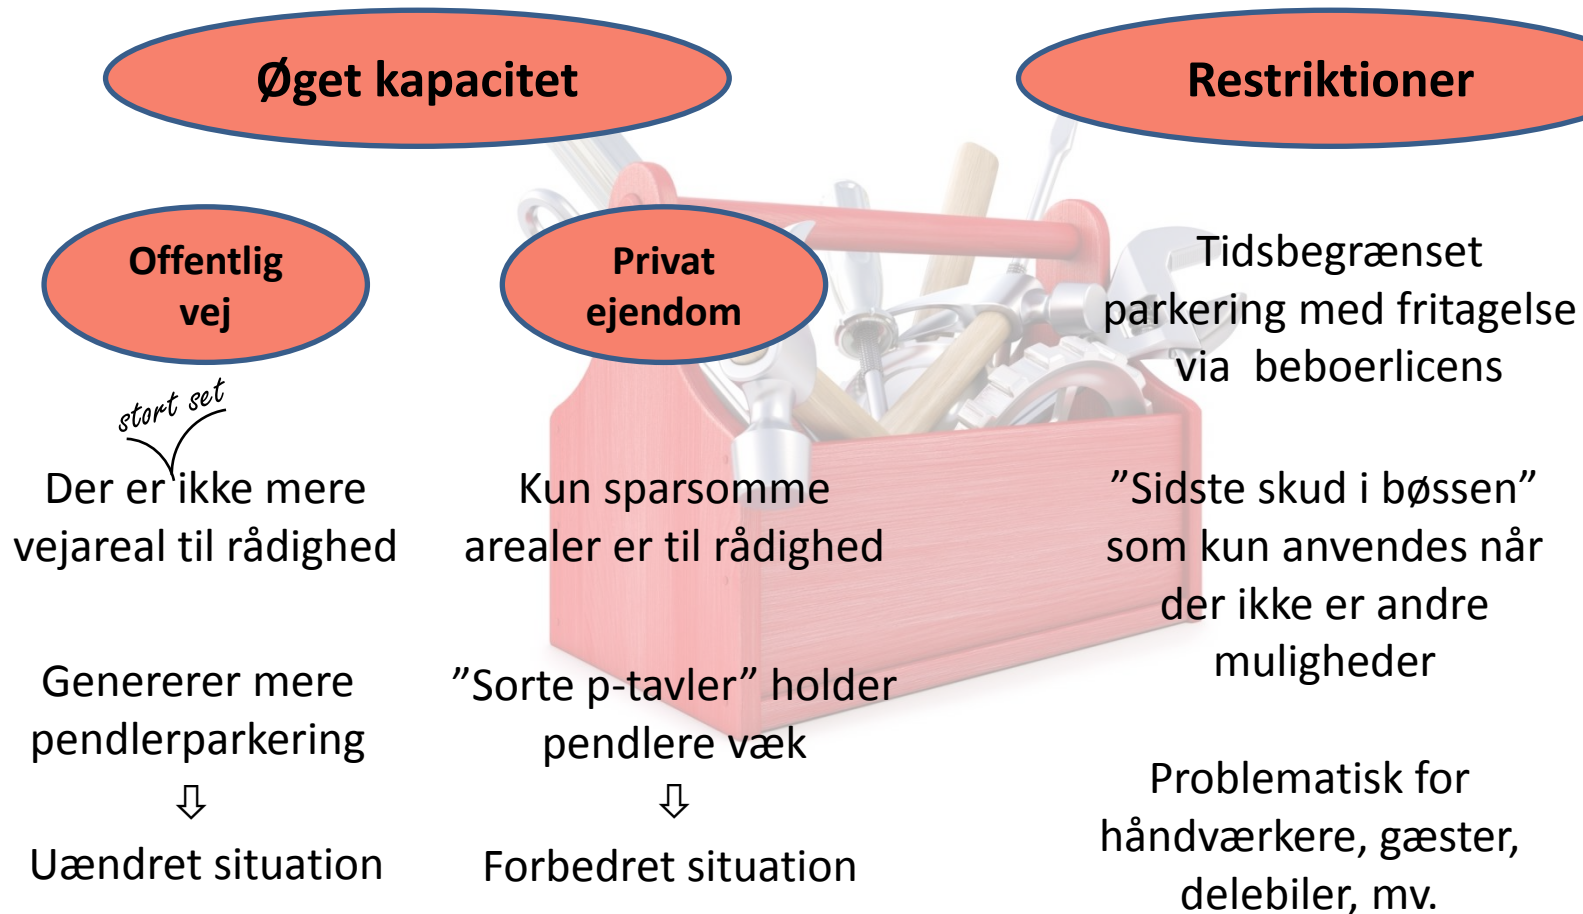 Øget kapacitet
Restriktioner
Offentlig
vej
stort set
Der er ikke mere
vejareal til rådighed
Genererer mere
pendlerparkering
⇩
Uændret situation
Privat
ejendom
Kun sparsomme
arealer er til rådighed
”Sorte p-tavler” holder
pendlere væk
⇩
Forbedret situation
Tidsbegrænset
parkering med fritagelse
via beboerlicens
”Sidste skud i bøssen”
som kun anvendes når
der ikke er andre
muligheder
Problematisk for
håndværkere, gæster,
delebiler, mv.